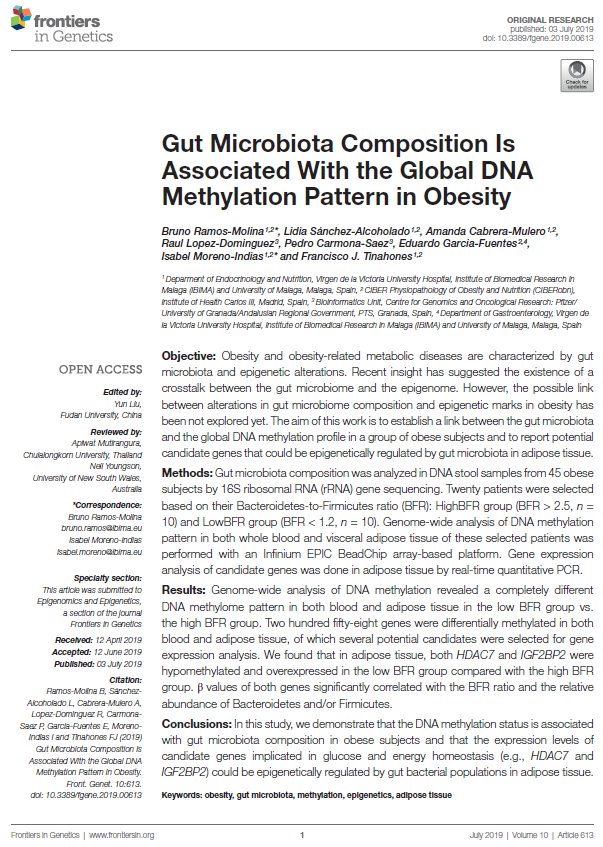 frontiers
in Genetics
ORIGINAL RESEARCH
published: 03 July 2019
doi: 10.3389/fgene.2019.00613
Check for
updates
Gut Microbiota Composition Is
Associated With the Global DNA
Methylation Pattern in Obesity
Bruno Ramos-Molina1,2*, Lidia Sánchez-Alcoholado1,2, Amanda Cabrera-Mulero1,2,
Raul Lopez-Dominguez3, Pedro Carmona-Saez3, Eduardo Garcia-Fuentes2,4,
Isabel Moreno-Indias1,2* and Francisco J. Tinahones1,2
1 Deparment of Endocrinology and Nutrition, Virgen de la Victoria University Hospital, Institute of Biomedical Research in
Malaga (IBIMA) and University of Malaga, Malaga, Spain, 2 CIBER Physiopathology of Obesity and Nutrition (CIBERobn),
Institute of Health Carlos III, Madrid, Spain, 3 Bioinformatics Unit, Centre for Genomics and Oncological Research: Pfizer/
University of Granada/Andalusian Regional Government, PTS, Granada, Spain, 4 Department of Gastroenterology, Virgen de
la Victoria University Hospital, Institute of Biomedical Research in Malaga (IBIMA) and University of Malaga, Malaga, Spain
OPEN ACCESS
Edited by:
Yun Liu,
Fudan University, China
Reviewed by:
Apiwat Mutirangura,
Chulalongkorn University, Thailand
Neil Youngson,
University of New South Wales,
Australia
*Correspondence:
Bruno Ramos-Molina
bruno.ramos@ibima.eu
Isabel Moreno-Indias
Isabel.moreno@ibima.eu
Specialty section:
This article was submitted to
Epigenomics and Epigenetics,
a section of the journal
Frontiers in Genetics
Received: 12 April 2019
Accepted: 12 June 2019
Published: 03 July 2019
Citation:
Ramos-Molina B, Sánchez-
Alcoholado L, Cabrera-Mulero A,
Lopez-Dominguez R, Carmona-
Saez P, Garcia-Fuentes E, Moreno-
Indias I and Tinahones FJ (2019)
Gut Microbiota Composition Is
Associated With the Global DNA
Methylation Pattern in Obesity.
Front. Genet. 10:613.
doi: 10.3389/fgene.2019.00613
Objective: Obesity and obesity-related metabolic diseases are characterized by gut
microbiota and epigenetic alterations. Recent insight has suggested the existence of a
crosstalk between the gut microbiome and the epigenome. However, the possible link
between alterations in gut microbiome composition and epigenetic marks in obesity has
been not explored yet. The aim of this work is to establish a link between the gut microbiota
and the global DNA methylation profile in a group of obese subjects and to report potential
candidate genes that could be epigenetically regulated by gut microbiota in adipose tissue.
Methods: Gut microbiota composition was analyzed in DNA stool samples from 45 obese
subjects by 16S ribosomal RNA (rRNA) gene sequencing. Twenty patients were selected
based on their Bacteroidetes-to-Firmicutes ratio (BFR): HighBFR group (BFR > 2.5, n =
10) and LowBFR group (BFR < 1.2, n = 10). Genome-wide analysis of DNA methylation
pattern in both whole blood and visceral adipose tissue of these selected patients was
performed with an Infinium EPIC BeadChip array-based platform. Gene expression
analysis of candidate genes was done in adipose tissue by real-time quantitative PCR.
Results: Genome-wide analysis of DNA methylation revealed a completely different
DNA methylome pattern in both blood and adipose tissue in the low BFR group vs.
the high BFR group. Two hundred fifty-eight genes were differentially methylated in both
blood and adipose tissue, of which several potential candidates were selected for gene
expression analysis. We found that in adipose tissue, both HDAC7 and IGF2BP2 were
hypomethylated and overexpressed in the low BFR group compared with the high BFR
group. β values of both genes significantly correlated with the BFR ratio and the relative
abundance of Bacteroidetes and/or Firmicutes.
Conclusions: In this study, we demonstrate that the DNA methylation status is associated
with gut microbiota composition in obese subjects and that the expression levels of
candidate genes implicated in glucose and energy homeostasis (e.g., HDAC7 and
IGF2BP2) could be epigenetically regulated by gut bacterial populations in adipose tissue.
Keywords: obesity, gut microbiota, methylation, epigenetics, adipose tissue
Frontiers in Genetics | www.frontiersin.org
1
July 2019 | Volume 10 | Article 613